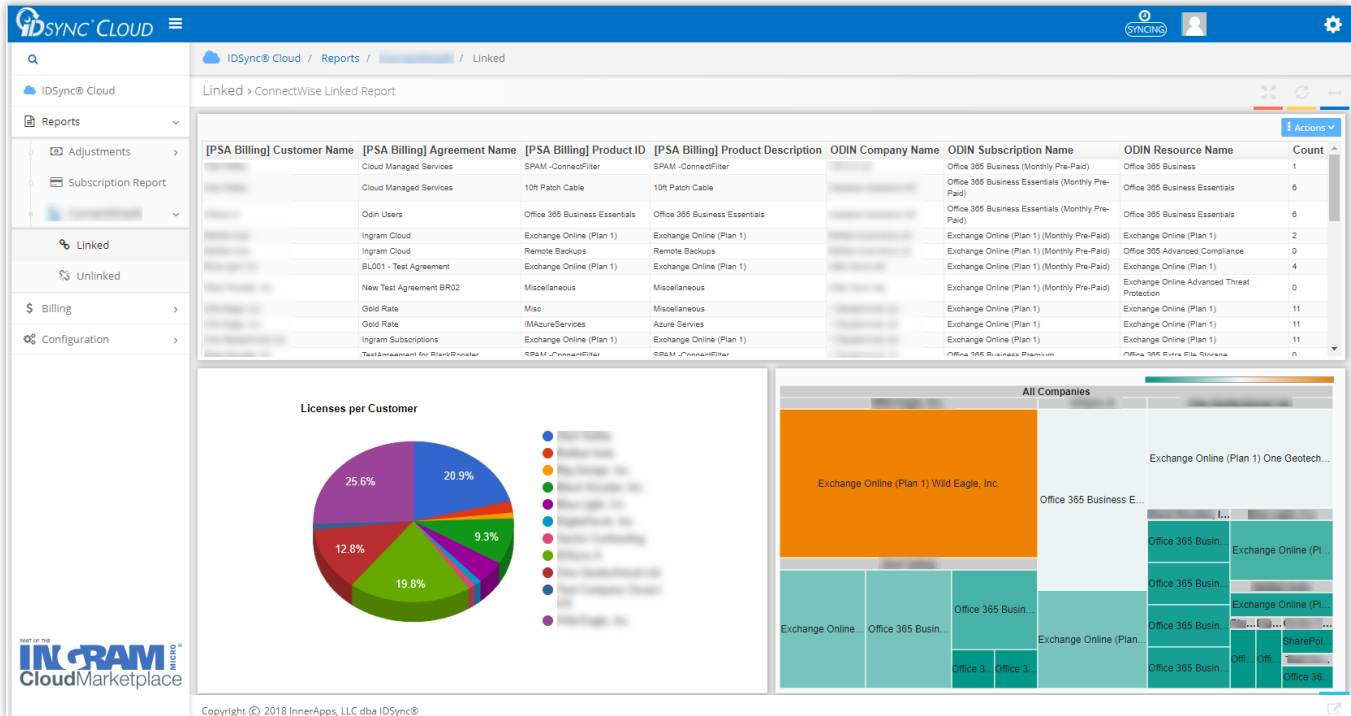 IDSYNC® CLOUD
SYNCING
IDSync® Cloud / Reports / / Linked
IDSync® Cloud
Linked > ConnectWise Linked Report
Reports
Actions
Adjustments
Subscription Report
Linked
Unlinked
Billing
Configuration
[PSA Billing] Customer Name [PSA Billing] Agreement Name [PSA Billing] Product ID [PSA Billing] Product Description ODIN Company Name ODIN Subscription Name ODIN Resource Name Count
Cloud Managed Services SPAM -ConnectFilter SPAM -ConnectFilter Office 365 Business (Monthly Pre-Paid) Office 365 Business 1
Cloud Managed Services 10ft Patch Cable 10ft Patch Cable Office 365 Business Essentials (Monthly Pre-
Paid) Office 365 Business Essentials 6
Odin Users Office 365 Business Essentials Office 365 Business Essentials Office 365 Business Essentials (Monthly Pre-
Paid) Office 365 Business Essentials 6
Ingram Cloud Exchange Online (Plan 1) Exchange Online (Plan 1) Exchange Online (Plan 1) (Monthly Pre-Paid) Exchange Online (Plan 1) 2
Ingram Cloud Remote Backups Remote Backups Exchange Online (Plan 1) (Monthly Pre-Paid) Office 365 Advanced Compliance 0
BL001 - Test Agreement Exchange Online (Plan 1) Exchange Online (Plan 1) Exchange Online (Plan 1) (Monthly Pre-Paid) Exchange Online (Plan 1) 4
New Test Agreement BR02 Miscellaneous Miscellaneous Exchange Online (Plan 1) (Monthly Pre-Paid) Exchange Online Advanced Threat
Protection 0
Gold Rate Misc Miscellaneous Exchange Online (Plan 1) Exchange Online (Plan 1) 11
Gold Rate IMAzureServices Azure Servies Exchange Online (Plan 1) Exchange Online (Plan 1) 11
Ingram Subscriptions Exchange Online (Plan 1) Exchange Online (Plan 1) Exchange Online (Plan 1) Exchange Online (Plan 1) 11
TestAgreement for BlackRooster SPAM -ConnectFilter SPAM -ConnectFilter Office 365 Business Premium Office 365 Extra File Storage 0
Licenses per Customer
25.6%
20.9%
9.3%
12.8%
19.8%
All Companies
Exchange Online (Plan 1) Wild Eagle, Inc.
Office 365 Business E...
Exchange Online (Plan 1) One Geotech...
Office 365 Busin...
Exchange Online (Pl...
Office 365 Busin...
Exchange Online (Pl...
Office 365 Busin...
Office 365 Busin...
Offi...
Offi...
SharePoi...
Office 36...
Exchange Online...
Office 365 Busin...
Office 365 Busin...
Office 3...
Office 3...
Exchange Online (Plan...
PART OF THE
INGRAM MICRO®
CloudMarketplace
Copyright © 2018 InnerApps, LLC dba IDSync®